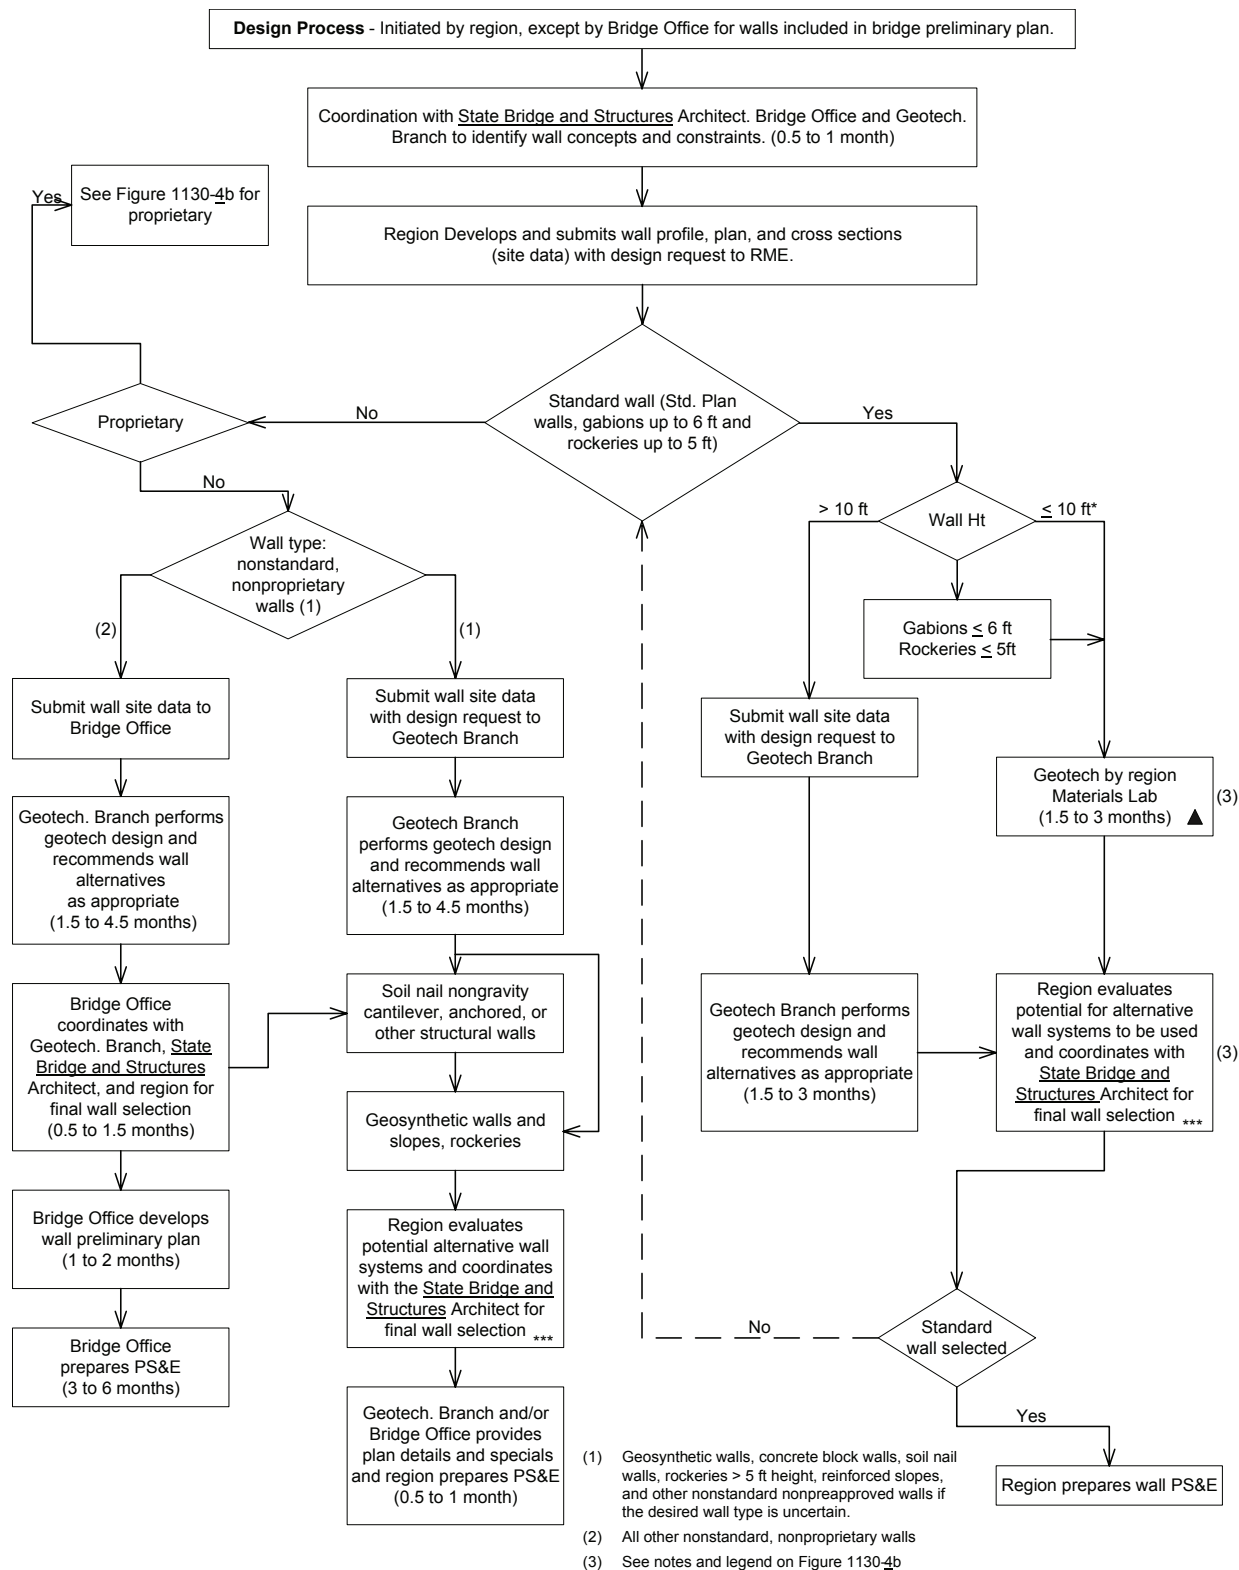 Design Process - Initiated by region, except by Bridge Office for walls included in bridge preliminary plan.
Coordination with State Bridge and Structures Architect. Bridge Office and Geotech.
Branch to identify wall concepts and constraints. (0.5 to 1 month)
Yes
See Figure 1130-4b for
proprietary
Region Develops and submits wall profile, plan, and cross sections
(site data) with design request to RME.
Standard wall (Std. Plan
walls, gabions up to 6 ft and
rockeries up to 5 ft)
No
Yes
Proprietary
No
Wall Ht
> 10 ft
≤ 10 ft*
Gabions ≤ 6 ft
Rockeries ≤ 5ft
Wall type:
nonstandard,
nonproprietary
walls (1)
(2)
(1)
Submit wall site data to
Bridge Office
Submit wall site data
with design request to
Geotech Branch
Submit wall site data
with design request to
Geotech Branch
Geotech by region
Materials Lab
(1.5 to 3 months) ▲
(3)
Geotech. Branch performs
geotech design and
recommends wall
alternatives
as appropriate
(1.5 to 4.5 months)
Geotech Branch
performs geotech design
and recommends wall
alternatives as appropriate
(1.5 to 4.5 months)
Bridge Office
coordinates with
Geotech. Branch, State
Bridge and Structures
Architect, and region for
final wall selection
(0.5 to 1.5 months)
Soil nail nongravity
cantilever, anchored, or
other structural walls
Geosynthetic walls and
slopes, rockeries
Geotech Branch performs
geotech design and
recommends wall
alternatives as appropriate
(1.5 to 3 months)
Region evaluates
potential for alternative
wall systems to be used
and coordinates with
State Bridge and
Structures Architect for
final wall selection ***
(3)
Bridge Office develops
wall preliminary plan
(1 to 2 months)
Region evaluates
potential alternative wall
systems and coordinates
with the State Bridge and
Structures Architect for
final wall selection ***
Bridge Office
prepares PS&E
(3 to 6 months)
Geotech. Branch and/or
Bridge Office provides
plan details and specials
and region prepares PS&E
(0.5 to 1 month)
No
Standard
wall selected
Yes
Region prepares wall PS&E
(1) Geosynthetic walls, concrete block walls, soil nail
walls, rockeries > 5 ft height, reinforced slopes,
and other nonstandard nonpreapproved walls if
the desired wall type is uncertain.
(2) All other nonstandard, nonproprietary walls
(3) See notes and legend on Figure 1130-4b